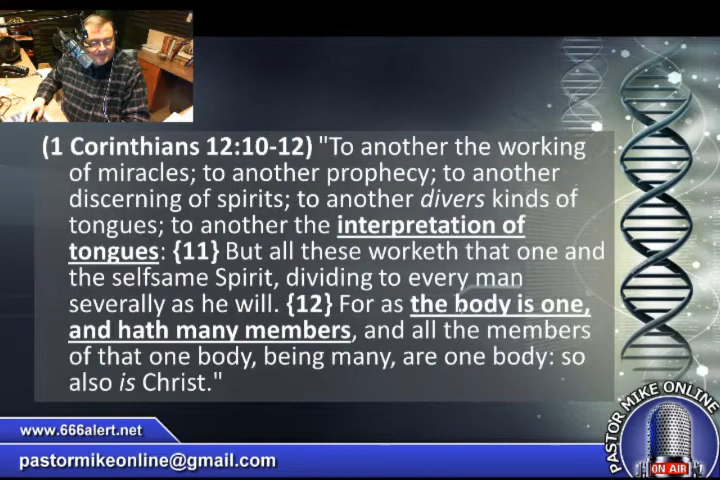 (1 Corinthians 12:10-12) "To another the working
of miracles; to another prophecy; to another
discerning of spirits; to another divers kinds of
tongues; to another the interpretation of
tongues: {11} But all these worketh that one and
the selfsame Spirit, dividing to every man
severally as he will. {12} For as the body is one,
and hath many members, and all the members
of that one body, being many, are one body: so
also is Christ."
www.666alert.net
pastormikeonline@gmail.com
PASTOR MIKE ONLINE
ON AIR